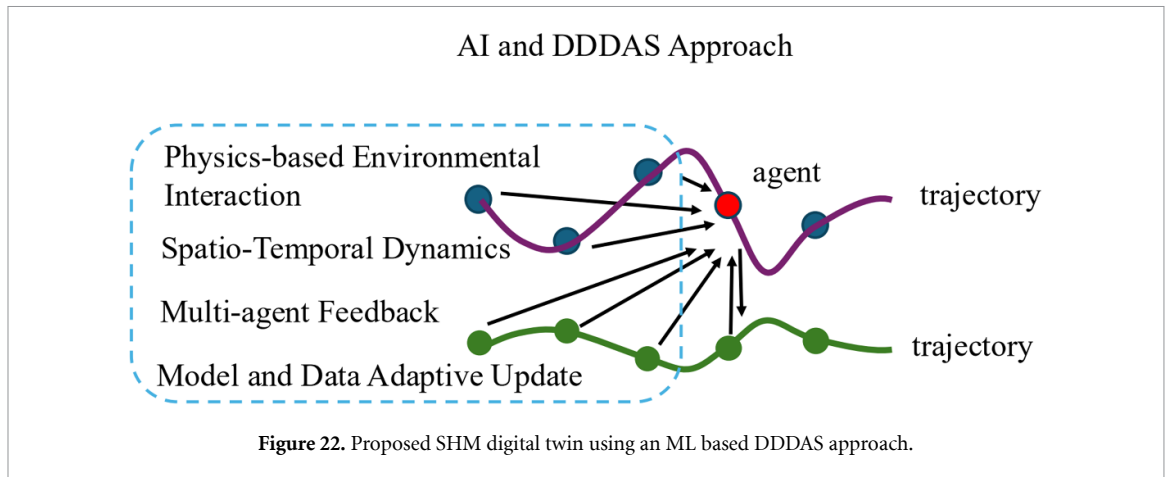 AI and DDDAS Approach
Physics-based Environmental
Interaction
agent
trajectory
Spatio-Temporal Dynamics
Multi-agent Feedback
trajectory
Model and Data Adaptive Update
Figure 22. Proposed SHM digital twin using an ML based DDDAS approach.